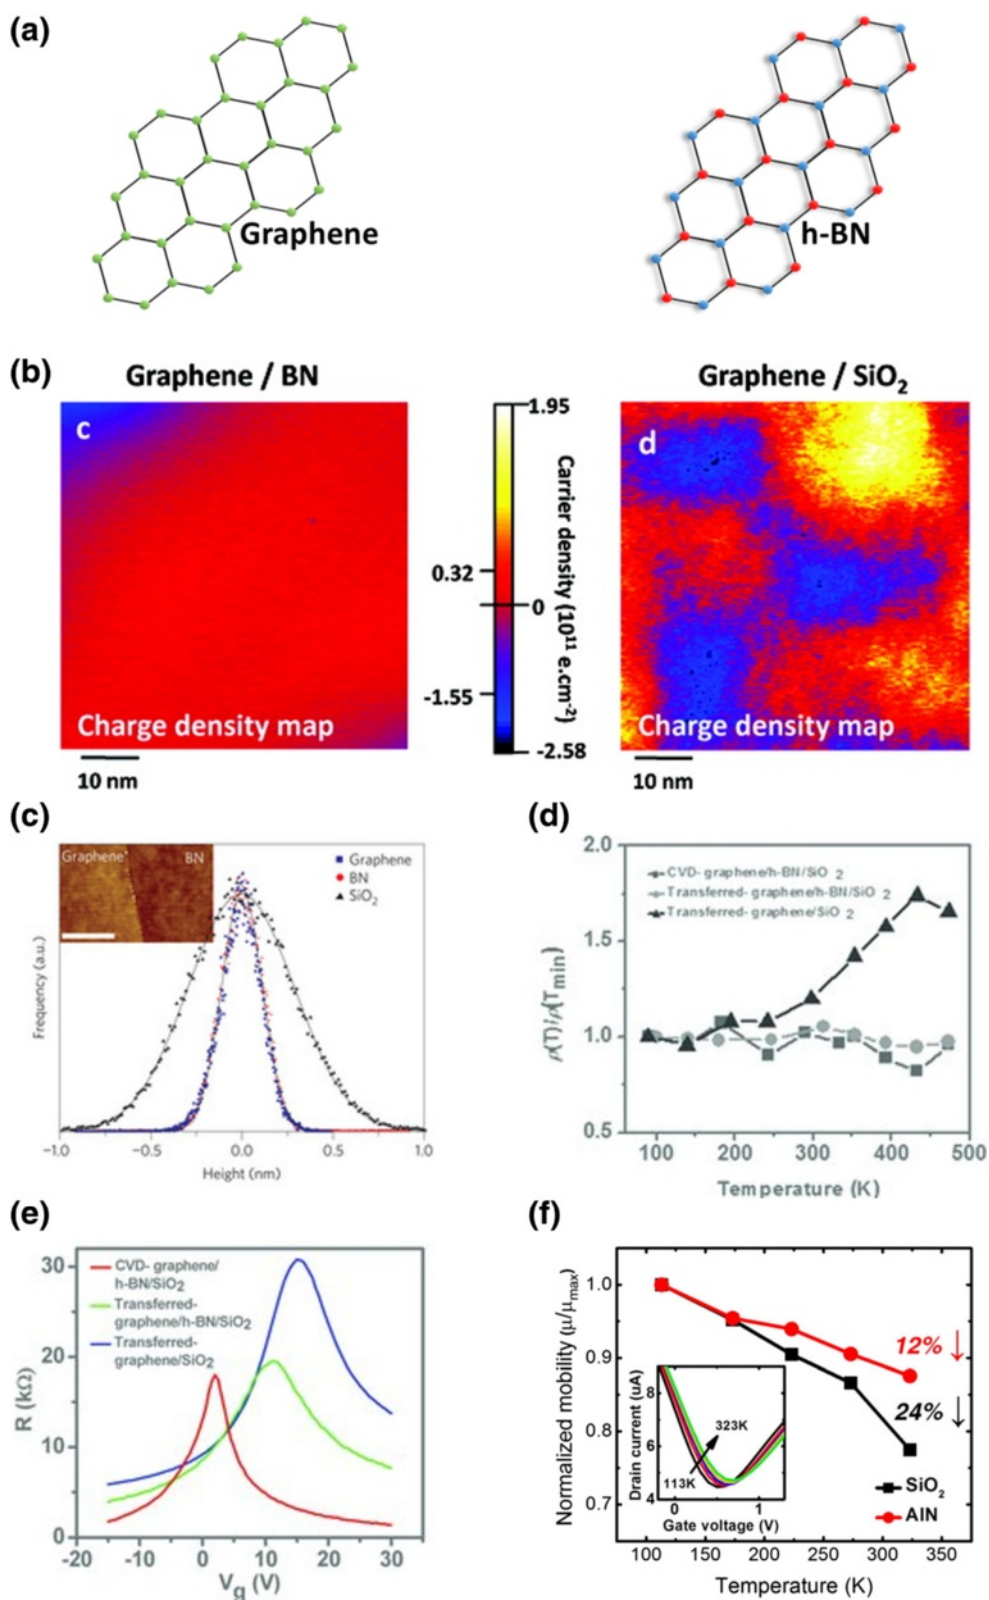 (a)
Graphene
h-BN
(b)
Graphene / BN
Graphene / SiO₂
c
Charge density map
10 nm
1.95
0.32
0
-1.55
-2.58
Carrier density (10¹¹ e.cm⁻²)
d
Charge density map
10 nm
(c)
Graphene
BN
Graphene
BN
SiO₂
Frequency (a.u.)
−1.0
−0.5
0.0
0.5
1.0
Height (nm)
(d)
2.0
1.5
1.0
0.5
ρ(T)/ρ(Tmin)
CVD- graphene/h-BN/SiO₂
Transferred- graphene/h-BN/SiO₂
Transferred- graphene/SiO₂
100 200 300 400 500
Temperature (K)
(e)
30
20
10
0
R (kΩ)
CVD- graphene/
h-BN/SiO₂
Transferred-
graphene/h-BN/SiO₂
Transferred-
graphene/SiO₂
-20 -10 0 10 20 30
Vg (V)
(f)
1.0
0.9
0.8
0.7
Normalized mobility (μ/μmax)
12% ↓
24% ↓
8
6
4
Drain current (uA)
323K
113K
0 1
Gate voltage (V)
SiO₂
AlN
100 150 200 250 300 350
Temperature (K)